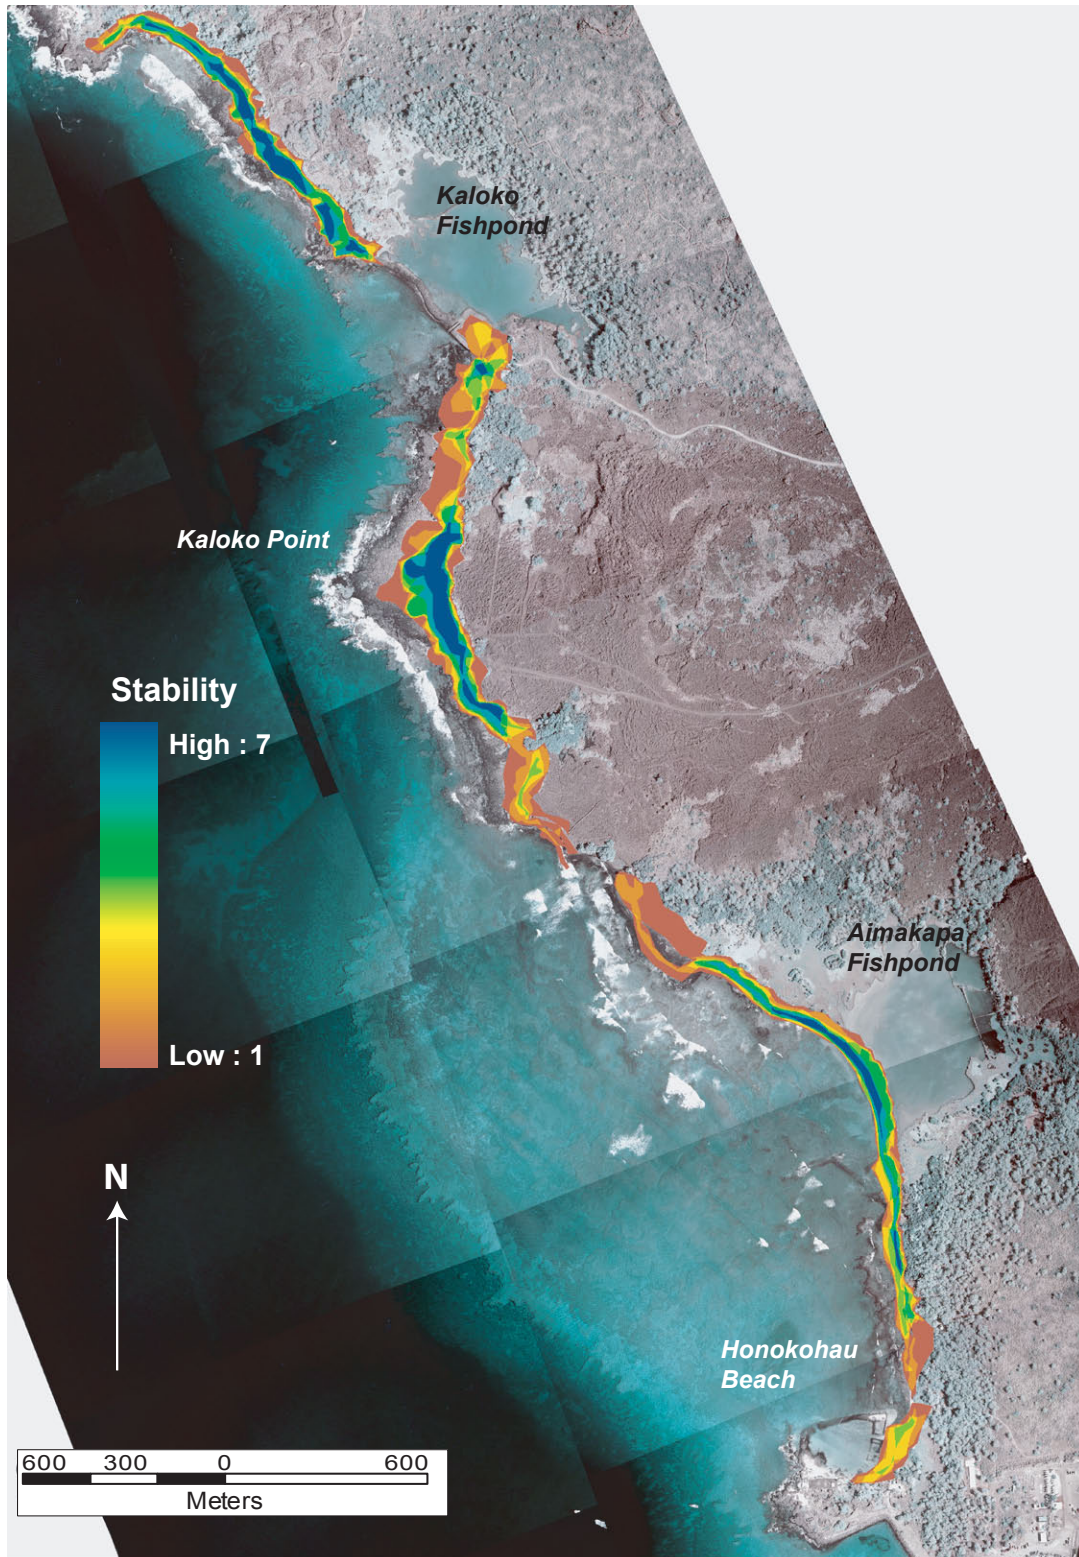 Kaloko
Fishpond
Kaloko Point
Stability
High : 7
Low : 1
Aimakapa
Fishpond
N
Honokohau
Beach
600 300 0 600
Meters